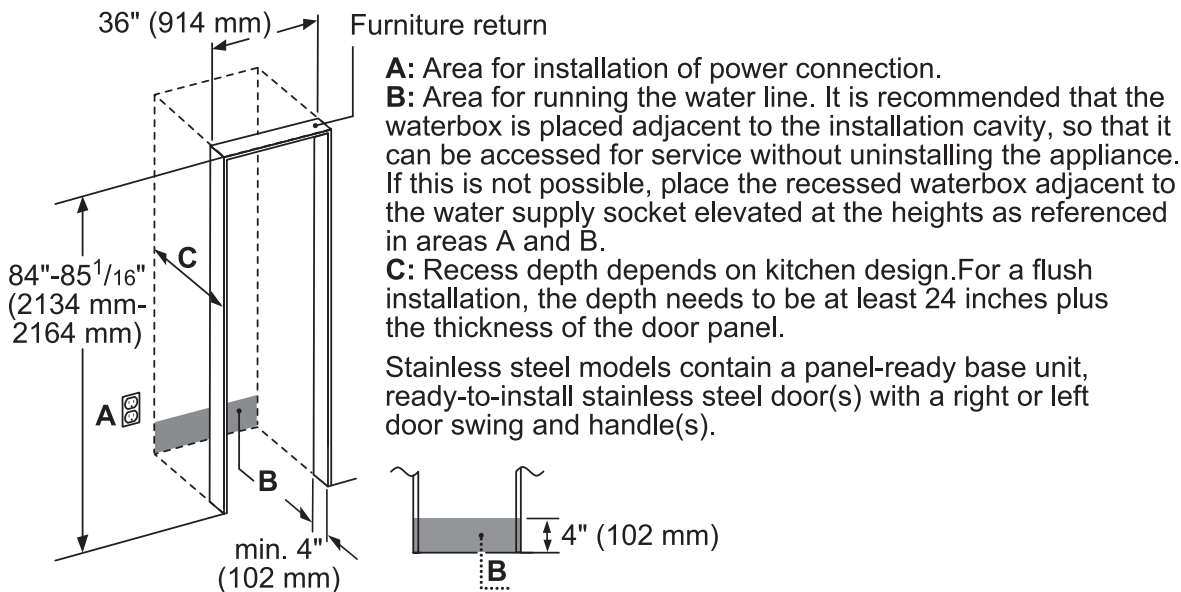 36" (914 mm)
Furniture return
A: Area for installation of power connection.
B: Area for running the water line. It is recommended that the
waterbox is placed adjacent to the installation cavity, so that it
can be accessed for service without uninstalling the appliance.
If this is not possible, place the recessed waterbox adjacent to
the water supply socket elevated at the heights as referenced
in areas A and B.
C: Recess depth depends on kitchen design.For a flush
installation, the depth needs to be at least 24 inches plus
the thickness of the door panel.
Stainless steel models contain a panel-ready base unit,
ready-to-install stainless steel door(s) with a right or left
door swing and handle(s).
C
84"-85 1/16"
(2134 mm-
2164 mm)
A
B
min. 4"
(102 mm)
4" (102 mm)
B